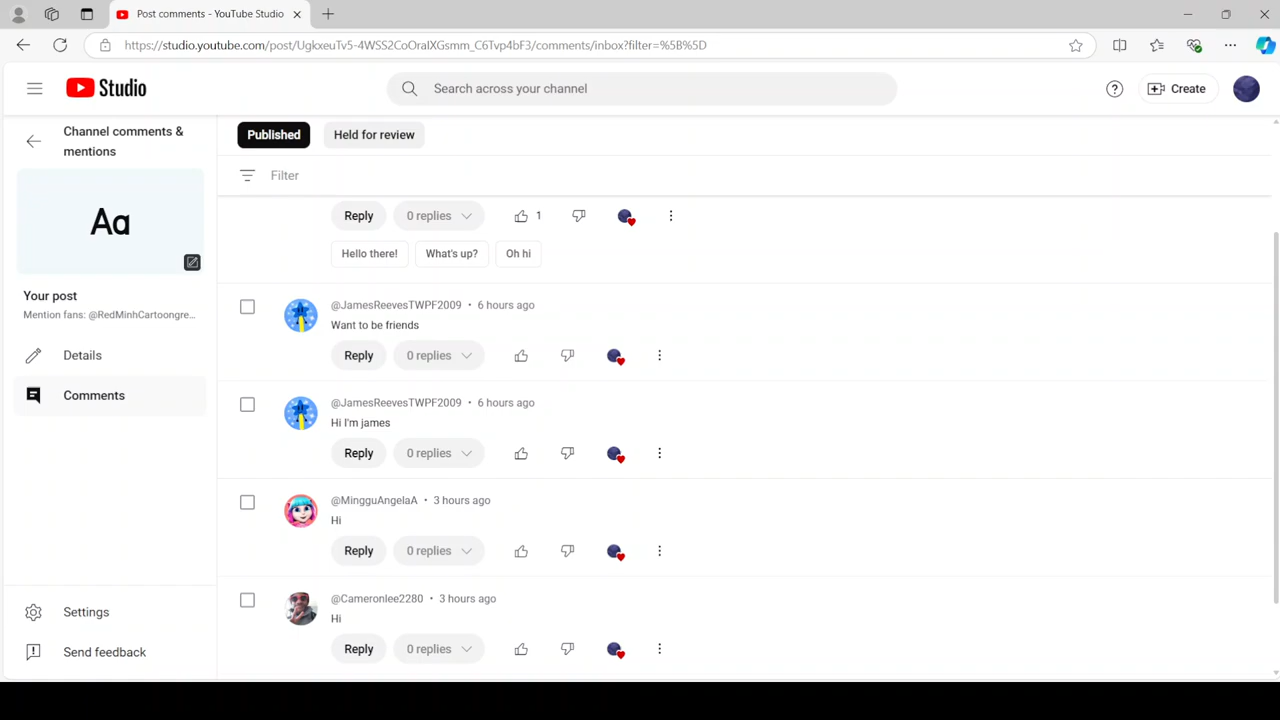 Post comments - YouTube Studio
https://studio.youtube.com/post/UgkxeuTv5-4WSS2CoOraIXGsmm_C6Tvp4bF3/comments/inbox?filter=%5B%5D
Studio
Search across your channel
Create
Channel comments &
mentions
Aa
Your post
Mention fans: @RedMinhCartoongre...
Details
Comments
Settings
Send feedback
Published
Held for review
Filter
Reply
0 replies
1
Hello there!
What's up?
Oh hi
@JamesReevesTWPF2009 • 6 hours ago
Want to be friends
Reply
0 replies
@JamesReevesTWPF2009 • 6 hours ago
Hi I'm james
Reply
0 replies
@MingguAngelaA • 3 hours ago
Hi
Reply
0 replies
@Cameronlee2280 • 3 hours ago
Hi
Reply
0 replies